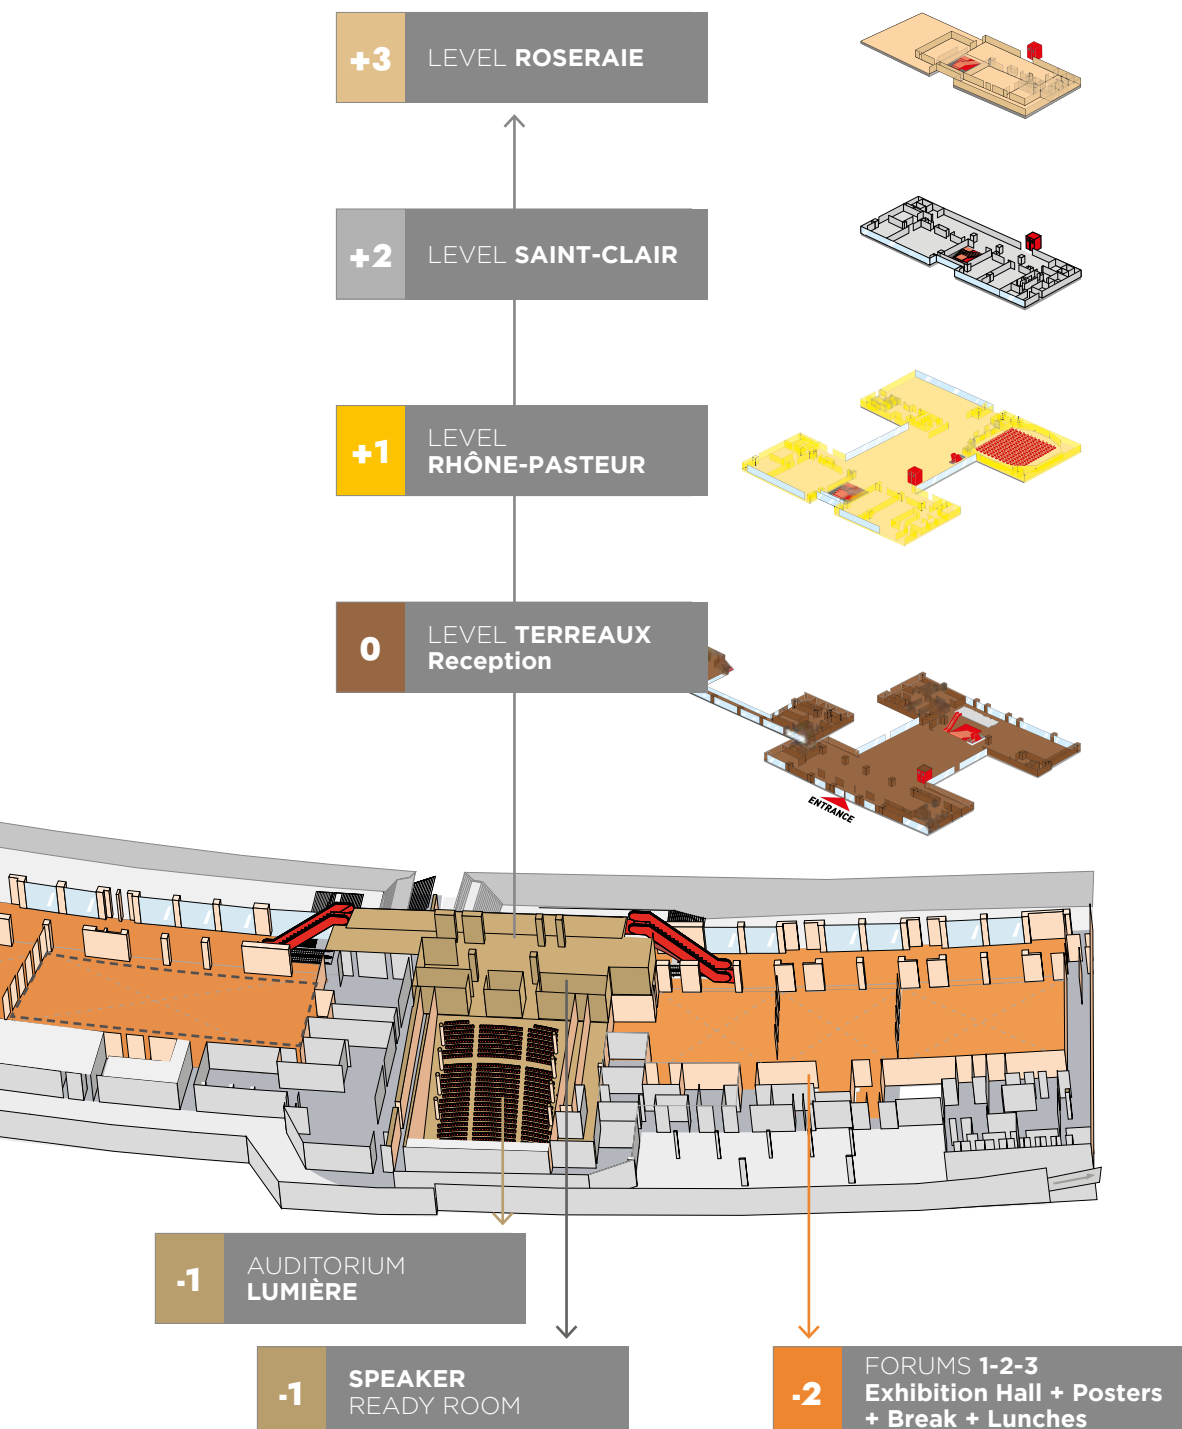 +3
LEVEL ROSERAIE
+2
LEVEL SAINT-CLAIR
+1
LEVEL
RHÔNE-PASTEUR
0
LEVEL TERREAUX
Reception
ENTRANCE
-1
AUDITORIUM
LUMIÈRE
-1
SPEAKER
READY ROOM
-2
FORUMS 1-2-3
Exhibition Hall + Posters
+ Break + Lunches